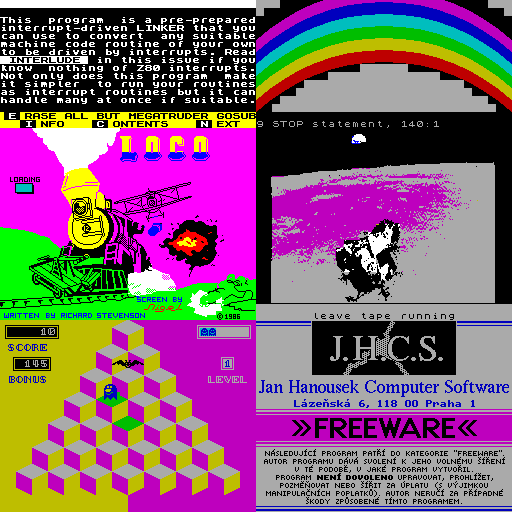 This program is a pre-prepared
interrupt-driven LINKER that you
can use to convert any suitable
machine code routine of your own
to be driven by interrupts. Read
INTERLUDE in this issue if you
know nothing of Z80 interrupts.
Not only does this program make
it simpler to run your routines
as interrupt routines but it can
handle many at once if suitable.
E RASE ALL BUT MEGATRUDER GOSUB
I NFO C ONTENTS N EXT
9 STOP statement, 140:1
LOCO
LOADING
SCREEN BY
Nigel
WRITTEN BY RICHARD STEVENSON
©1986
leave tape running
10
SCORE
145
BONUS
1
LEVEL
J.H.C.S.
Jan Hanousek Computer Software
Lázeňská 6, 118 00 Praha 1
»FREEWARE«
NÁSLEDUJÍCÍ PROGRAM PATŘÍ DO KATEGORIE "FREEWARE".
AUTOR PROGRAMU DÁVÁ SVOLENÍ K JEHO VOLNÉMU ŠÍŘENÍ
V TÉ PODOBĚ, V JAKÉ PROGRAM VYTVOŘIL.
PROGRAM NENÍ DOVOLENO UPRAVOVAT, PROHLÍŽET,
POZMĚŇOVAT NEBO ŠÍŘIT ZA ÚPLATU (S VÝJIMKOU
MANIPULAČNÍCH POPLATKŮ). AUTOR NERUČÍ ZA PŘÍPADNÉ
ŠKODY ZPŮSOBENÉ TÍMTO PROGRAMEM.